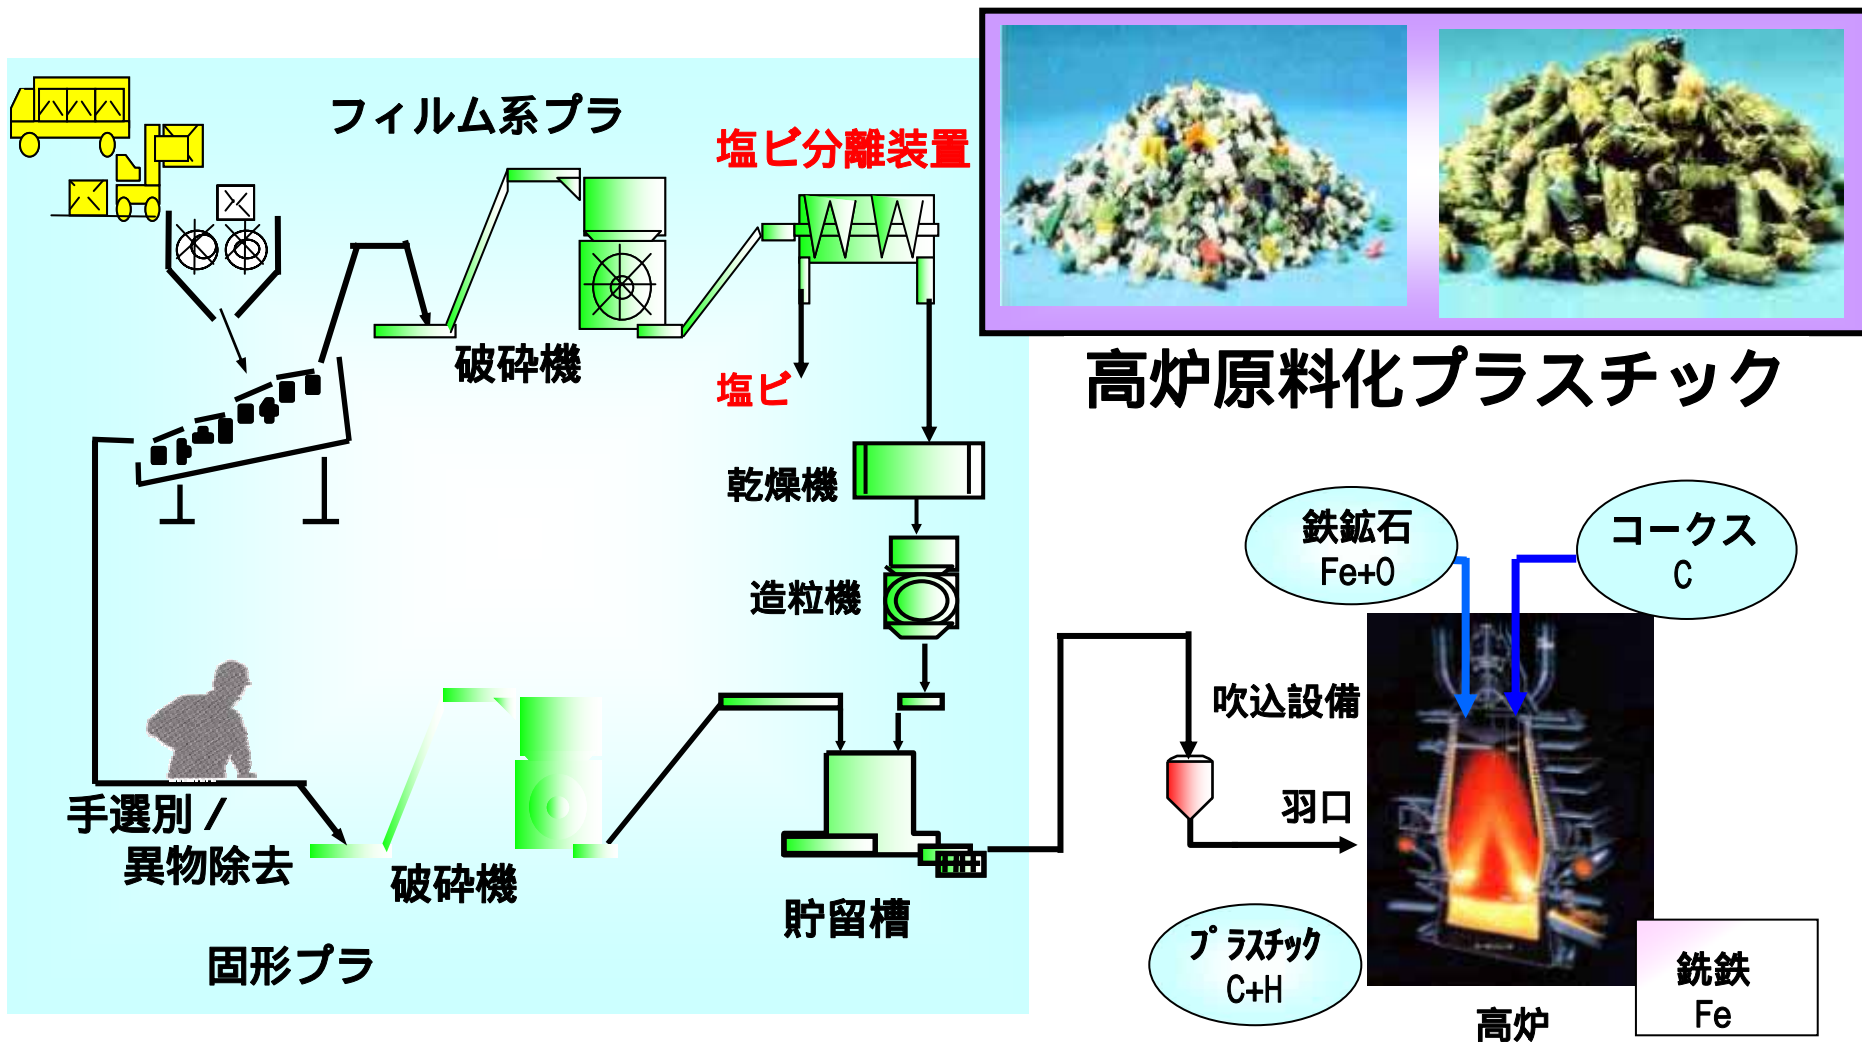 フィルム系プラ
塩ビ分離装置
破砕機
塩ビ
高炉原料化プラスチック
乾燥機
鉄鉱石
Fe+O
コークス
C
造粒機
吹込設備
羽口
手選別/
異物除去
破砕機
貯留槽
固形プラ
プラスチック
C+H
銑鉄
Fe
高炉